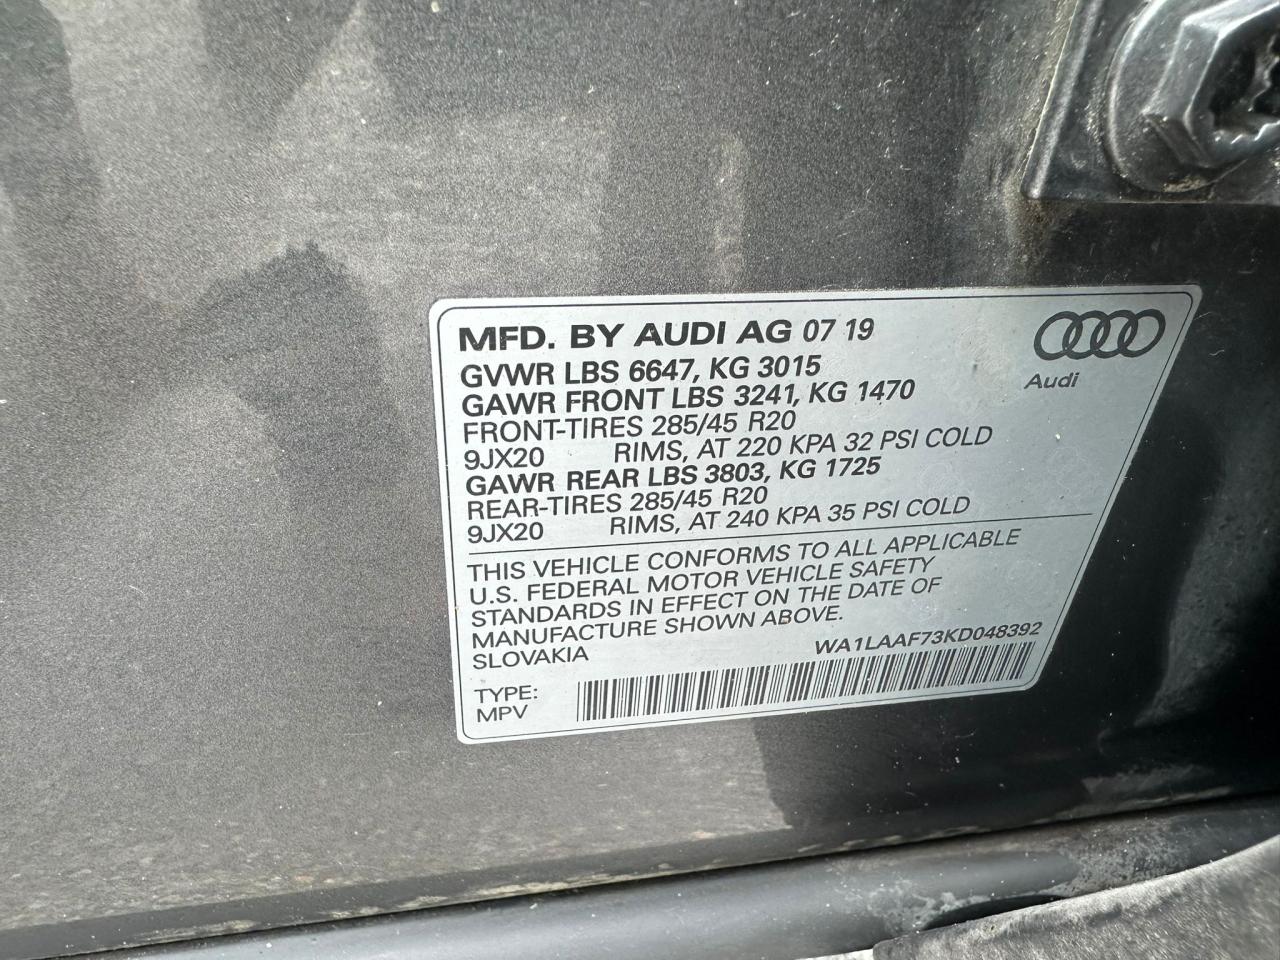 MFD. BY AUDI AG 07 19
GVWR LBS 6647, KG 3015
GAWR FRONT LBS 3241, KG 1470
FRONT-TIRES 285/45 R20
9JX20 RIMS, AT 220 KPA 32 PSI COLD
GAWR REAR LBS 3803, KG 1725
REAR-TIRES 285/45 R20
9JX20 RIMS, AT 240 KPA 35 PSI COLD
Audi
THIS VEHICLE CONFORMS TO ALL APPLICABLE
U.S. FEDERAL MOTOR VEHICLE SAFETY
STANDARDS IN EFFECT ON THE DATE OF
MANUFACTURE SHOWN ABOVE.
SLOVAKIA WA1LAAF73KD048392
TYPE:
MPV